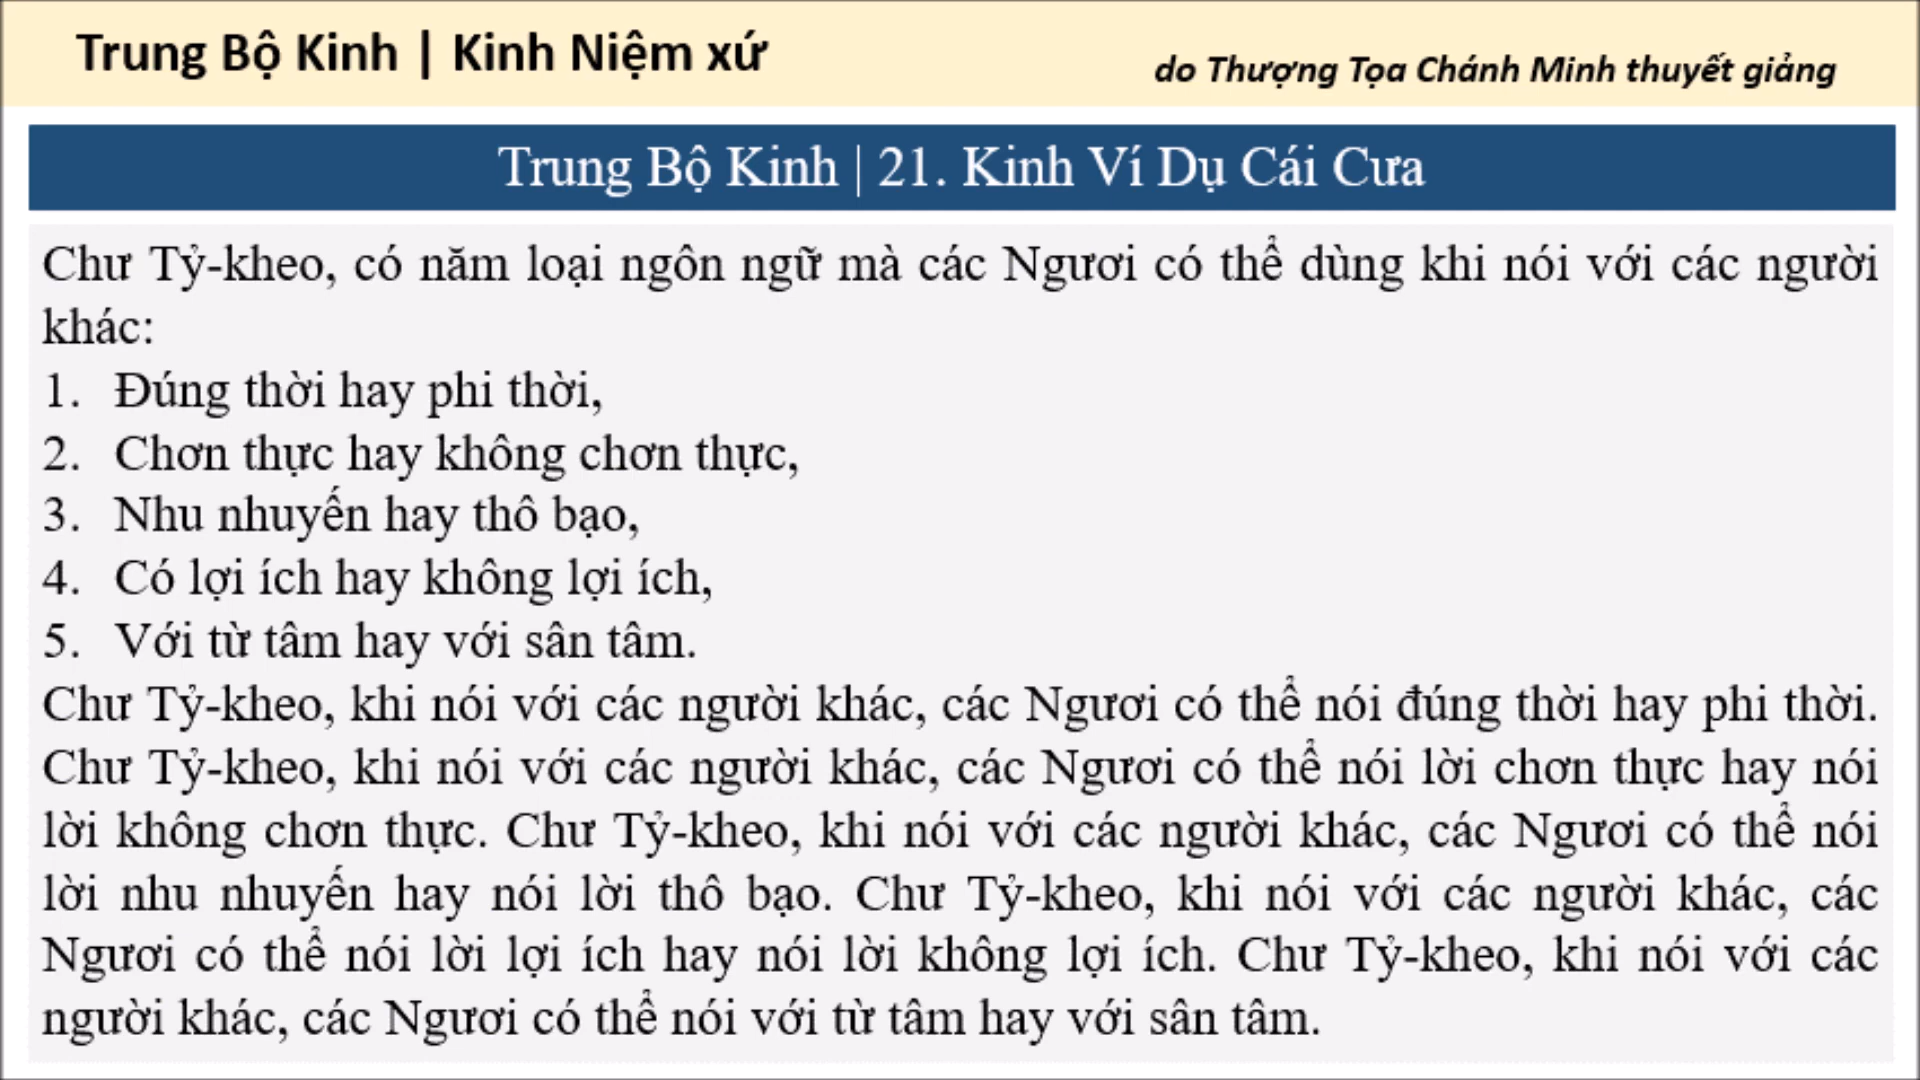 Trung Bộ Kinh | Kinh Niệm xứ
do Thượng Tọa Chánh Minh thuyết giảng
Trung Bộ Kinh | 21. Kinh Ví Dụ Cái Cưa
Chư Tỷ-kheo, có năm loại ngôn ngữ mà các Ngươi có thể dùng khi nói với các người
khác:
1. Đúng thời hay phi thời,
2. Chơn thực hay không chơn thực,
3. Nhu nhuyến hay thô bạo,
4. Có lợi ích hay không lợi ích,
5. Với từ tâm hay với sân tâm.
Chư Tỷ-kheo, khi nói với các người khác, các Ngươi có thể nói đúng thời hay phi thời.
Chư Tỷ-kheo, khi nói với các người khác, các Ngươi có thể nói lời chơn thực hay nói
lời không chơn thực. Chư Tỷ-kheo, khi nói với các người khác, các Ngươi có thể nói
lời nhu nhuyến hay nói lời thô bạo. Chư Tỷ-kheo, khi nói với các người khác, các
Ngươi có thể nói lời lợi ích hay nói lời không lợi ích. Chư Tỷ-kheo, khi nói với các
người khác, các Ngươi có thể nói với từ tâm hay với sân tâm.